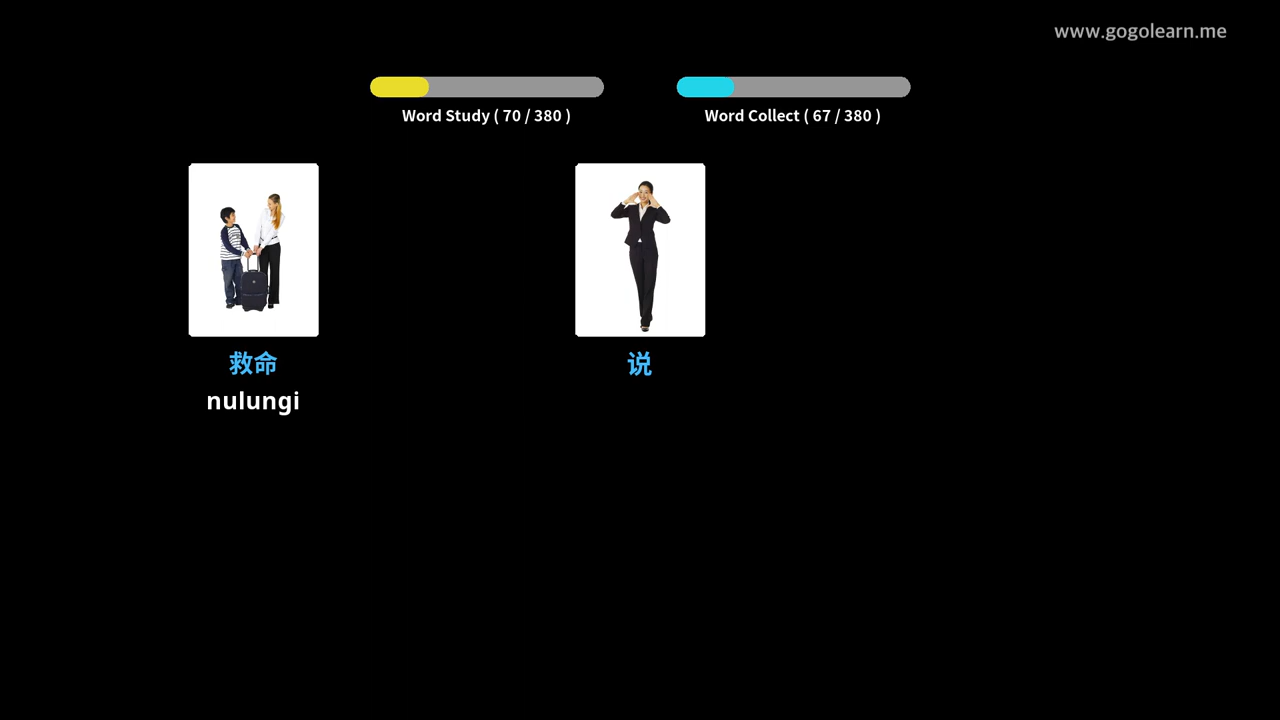 www.gogolearn.me
Word Study ( 70 / 380 )
Word Collect ( 67 / 380 )
救命
说
nulungi